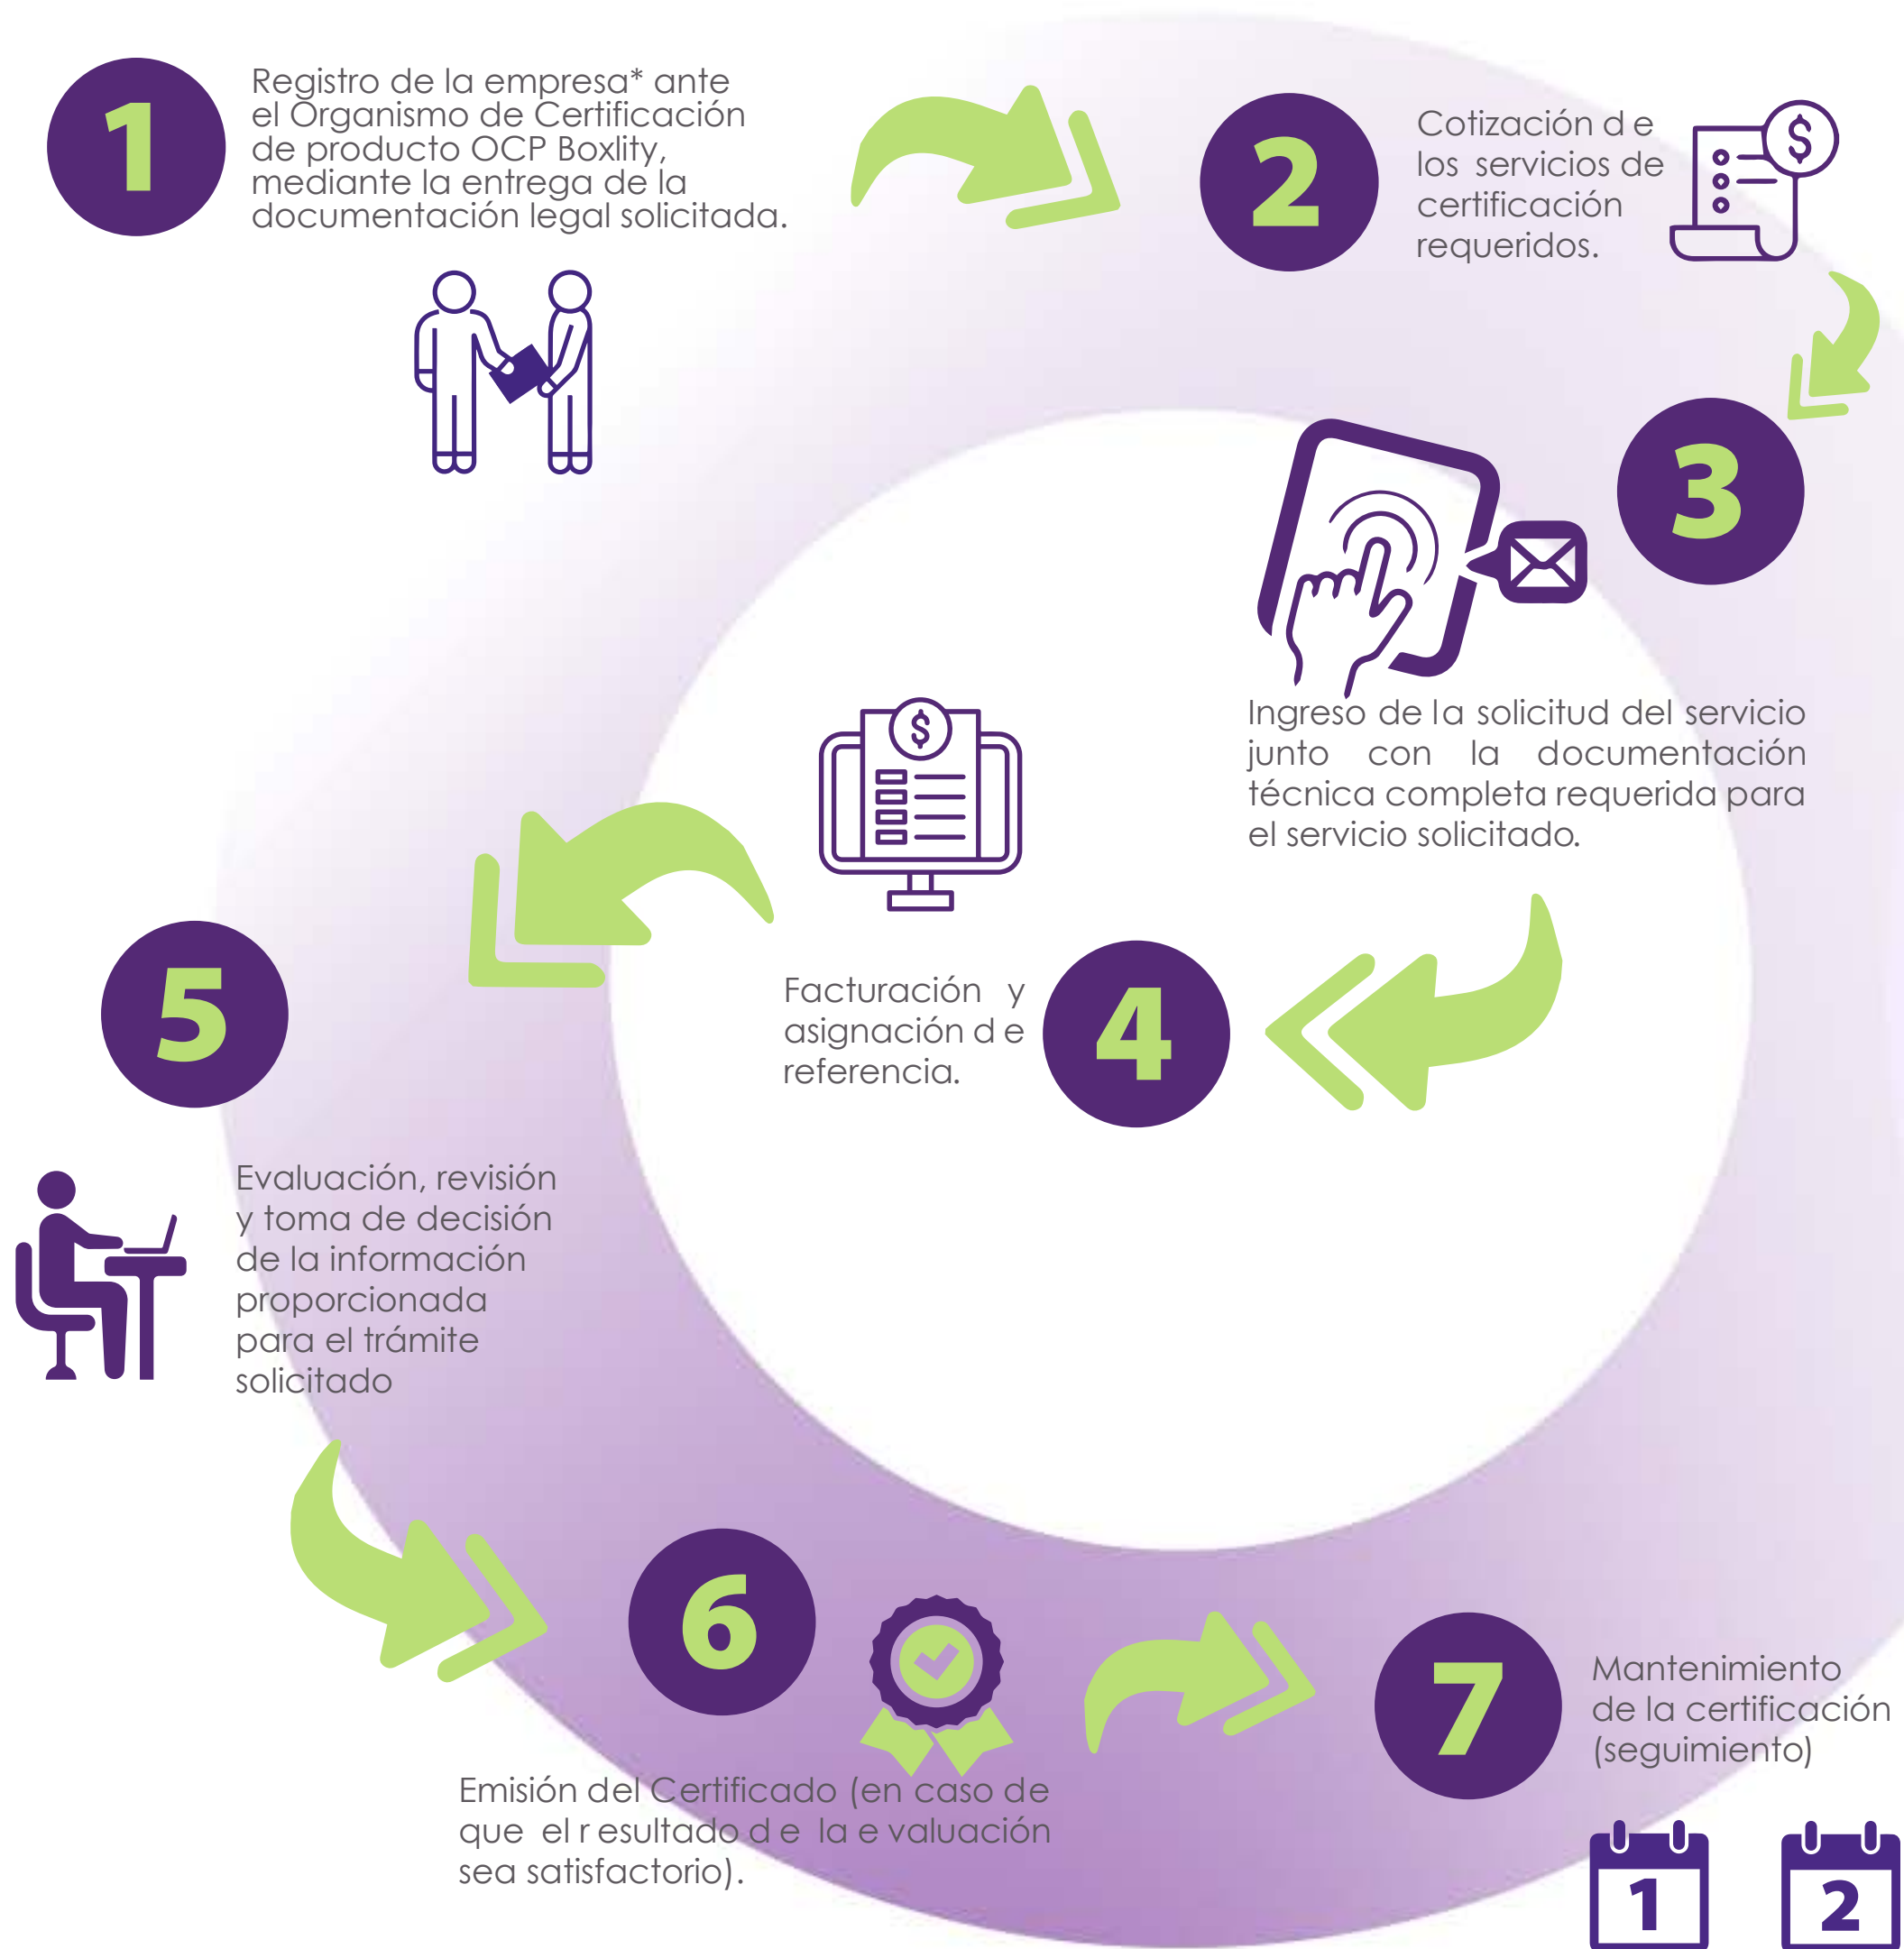 1
Registro de la empresa* ante
el Organismo de Certificación
de producto OCP Boxlity,
mediante la entrega de la
documentación legal solicitada.
2
Cotización d e
los servicios de
certificación
requeridos.
$
3
Ingreso de la solicitud del servicio
junto con la documentación
técnica completa requerida para
el servicio solicitado.
$
4
Facturación y
asignación d e
referencia.
5
Evaluación, revisión
y toma de decisión
de la información
proporcionada
para el trámite
solicitado
6
Emisión del Certificado (en caso de
que el r esultado d e la e valuación
sea satisfactorio).
7
Mantenimiento
de la certificación
(seguimiento)
1 2